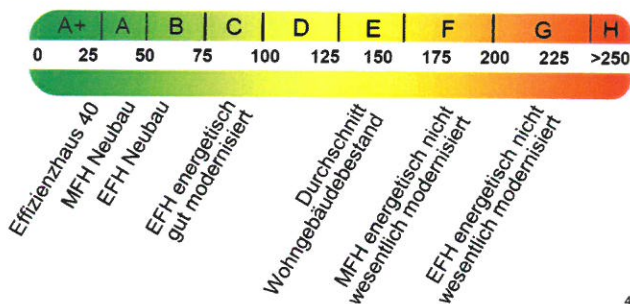 A+ A B C D E F G H
0 25 50 75 100 125 150 175 200 225 >250
Effizienzhaus 40
MFH Neubau
EFH Neubau
EFH energetisch
gut modernisiert
Durchschnitt
Wohngebäudebestand
MFH energetisch nicht
wesentlich modernisiert
EFH energetisch nicht
wesentlich modernisiert